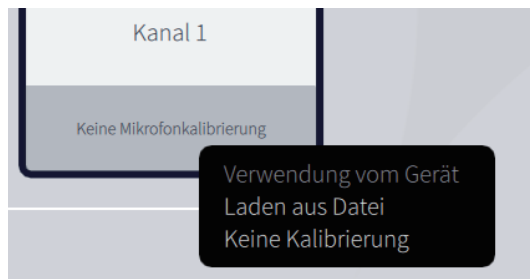 Kanal 1
Keine Mikrofonkalibrierung
Verwendung vom Gerät
Laden aus Datei
Keine Kalibrierung